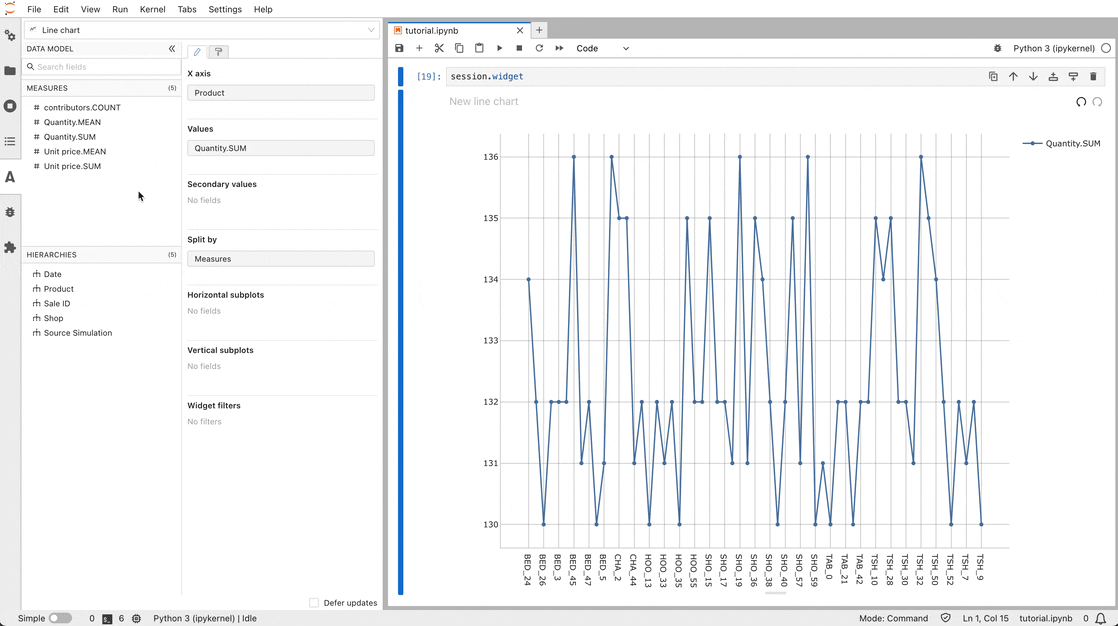 File Edit View Run Kernel Tabs Settings Help
Line chart
DATA MODEL
Search fields
MEASURES (5)
# contributors.COUNT
# Quantity.MEAN
# Quantity.SUM
# Unit price.MEAN
# Unit price.SUM
HIERARCHIES (5)
Date
Product
Sale ID
Shop
Source Simulation
X axis
Product
Values
Quantity.SUM
Secondary values
No fields
Split by
Measures
Horizontal subplots
No fields
Vertical subplots
No fields
Widget filters
No filters
Defer updates
tutorial.ipynb
Code
Python 3 (ipykernel)
[19]: session.widget
New line chart
Quantity.SUM
136
135
134
133
132
131
130
BED_24
BED_26
BED_3
BED_45
BED_47
BED_5
CHA_2
CHA_44
HOO_13
HOO_33
HOO_35
HOO_55
SHO_15
SHO_17
SHO_19
SHO_36
SHO_38
SHO_40
SHO_57
SHO_59
TAB_0
TAB_21
TAB_42
TSH_10
TSH_28
TSH_30
TSH_32
TSH_50
TSH_52
TSH_7
TSH_9
Simple 0 6 Python 3 (ipykernel) | Idle Mode: Command Ln 1, Col 15 tutorial.ipynb 0